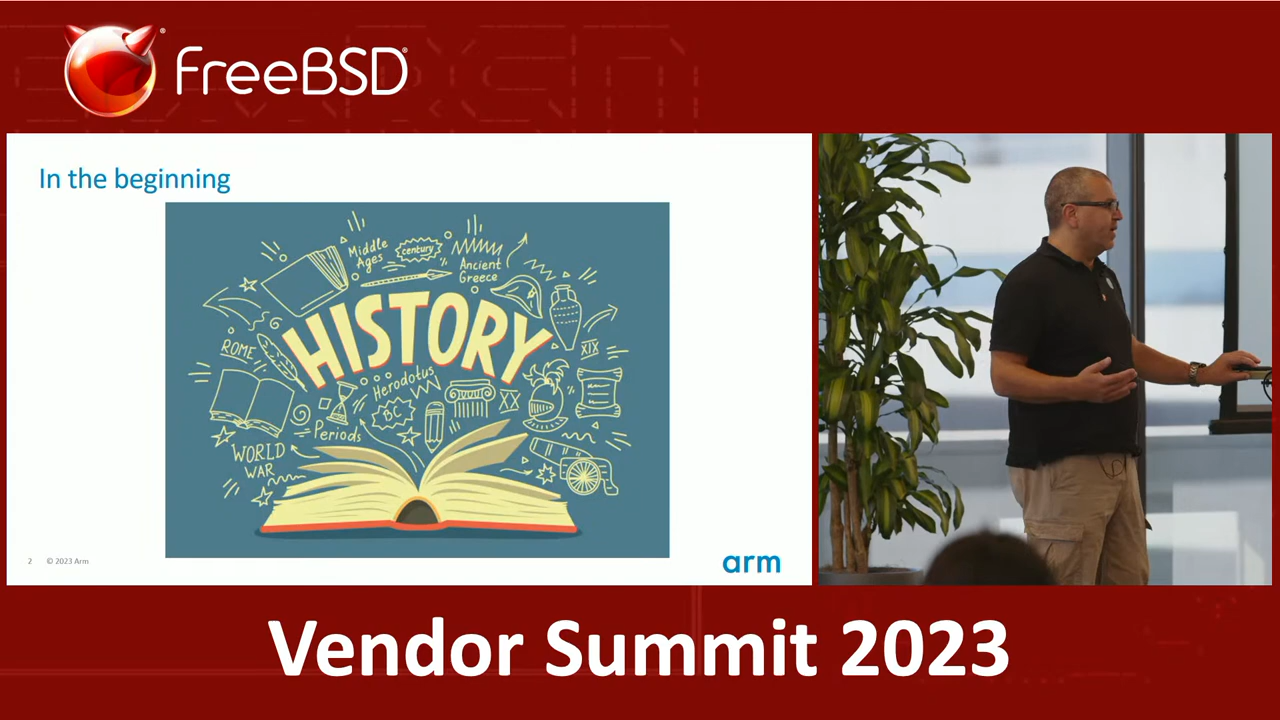 FreeBSD®
In the beginning
Middle
Ages
century
Ancient
Greece
HISTORY
ROME
XIX
Herodotus
BC
XX
Periods
WORLD
WAR
2 © 2023 Arm
arm
Vendor Summit 2023